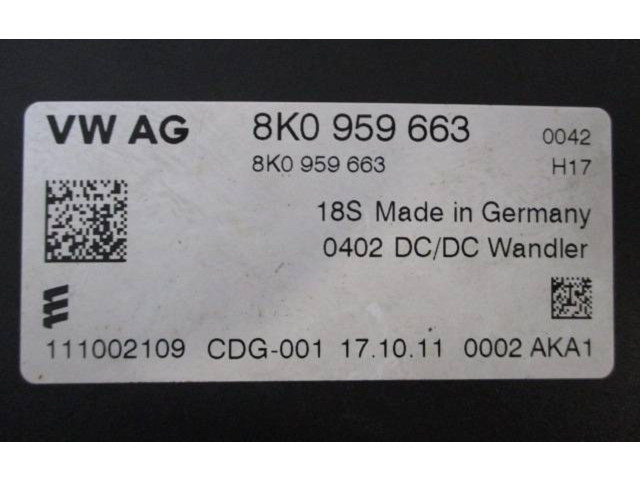 VW AG 8K0 959 663 0042
8K0 959 663 H17
18S Made in Germany
0402 DC/DC Wandler
111002109 CDG-001 17.10.11 0002 AKA1